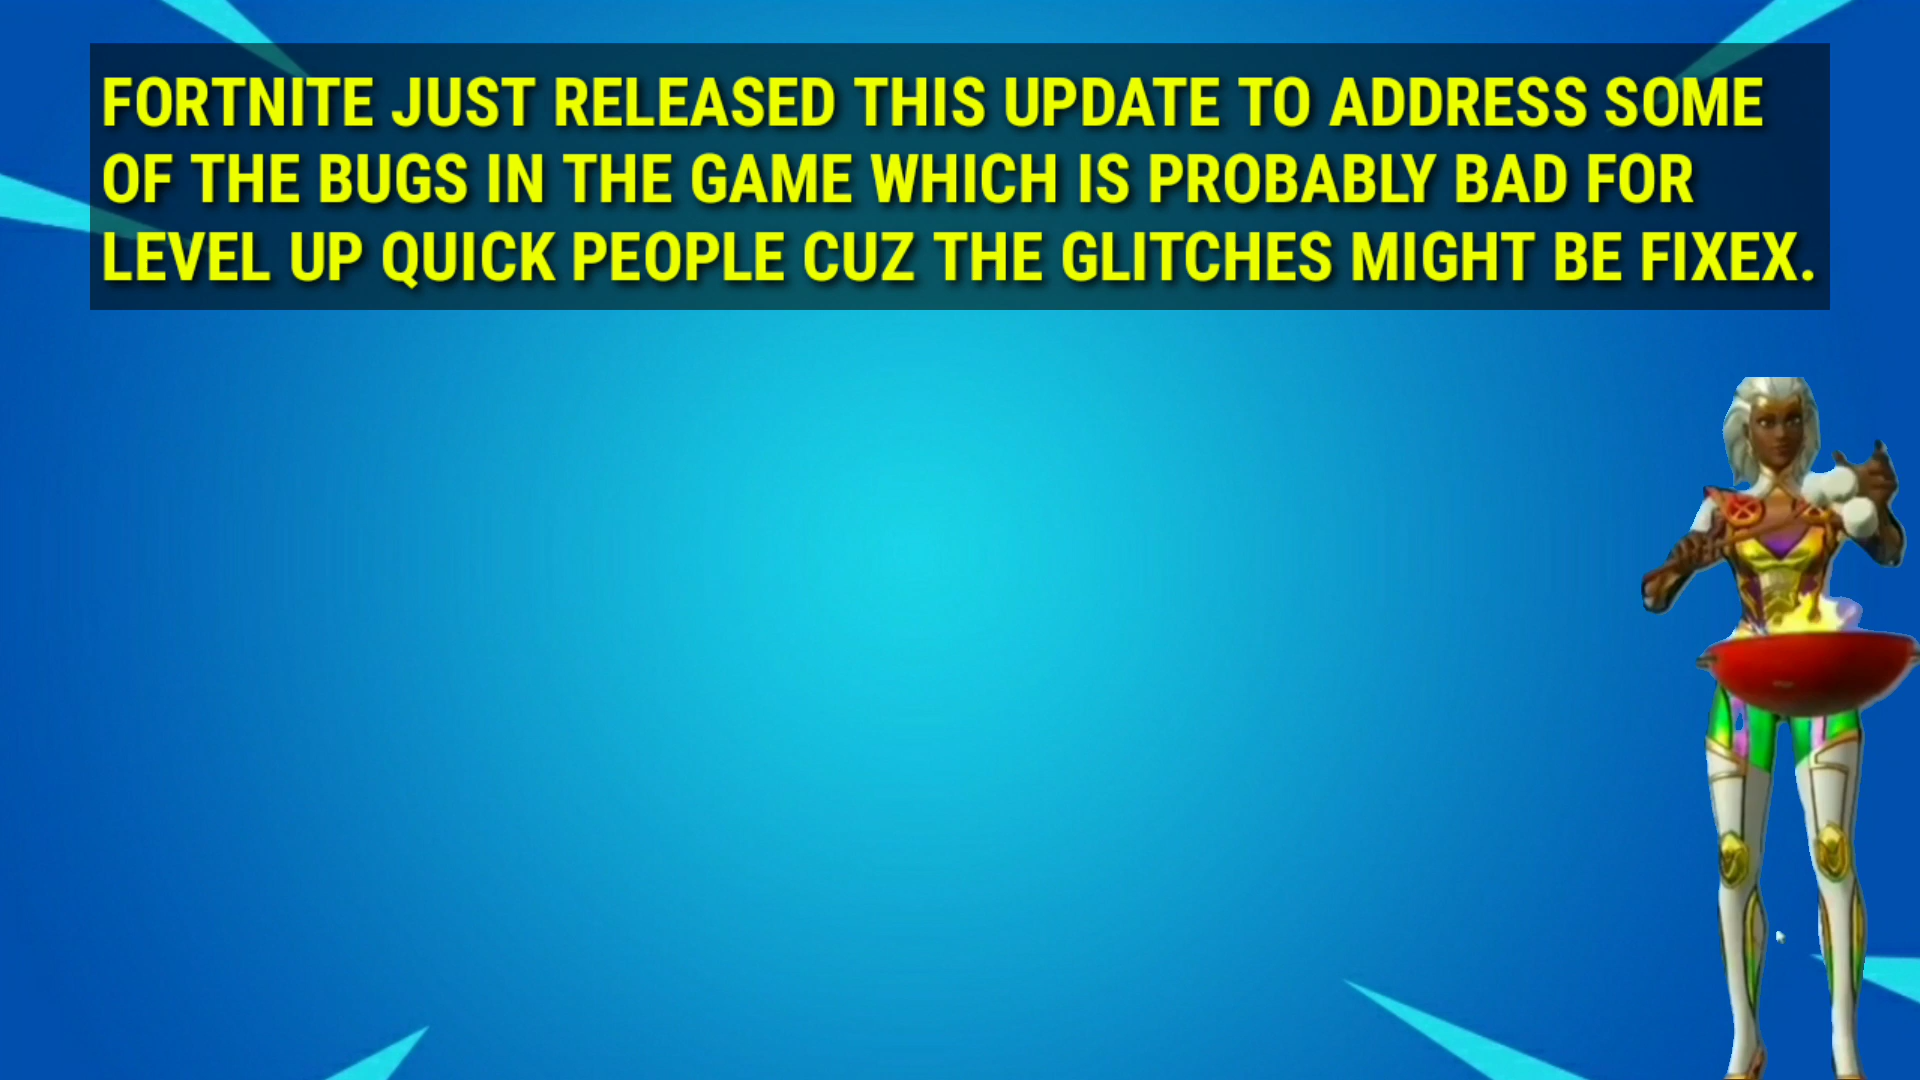 FORTNITE JUST RELEASED THIS UPDATE TO ADDRESS SOME
OF THE BUGS IN THE GAME WHICH IS PROBABLY BAD FOR
LEVEL UP QUICK PEOPLE CUZ THE GLITCHES MIGHT BE FIXEX.